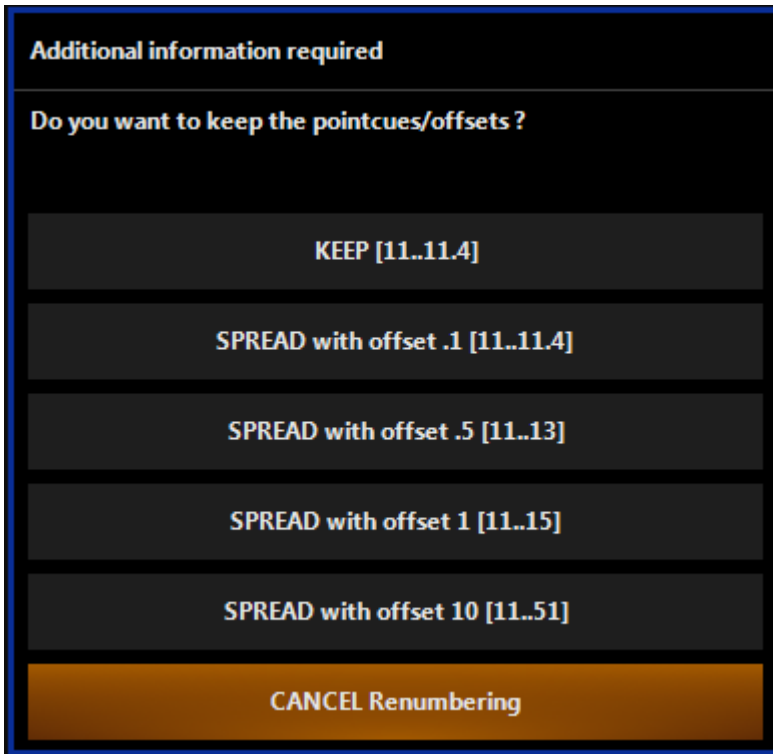 Additional information required
Do you want to keep the pointcues/offsets ?
KEEP [11..11.4]
SPREAD with offset .1 [11..11.4]
SPREAD with offset .5 [11..13]
SPREAD with offset 1 [11..15]
SPREAD with offset 10 [11..51]
CANCEL Renumbering